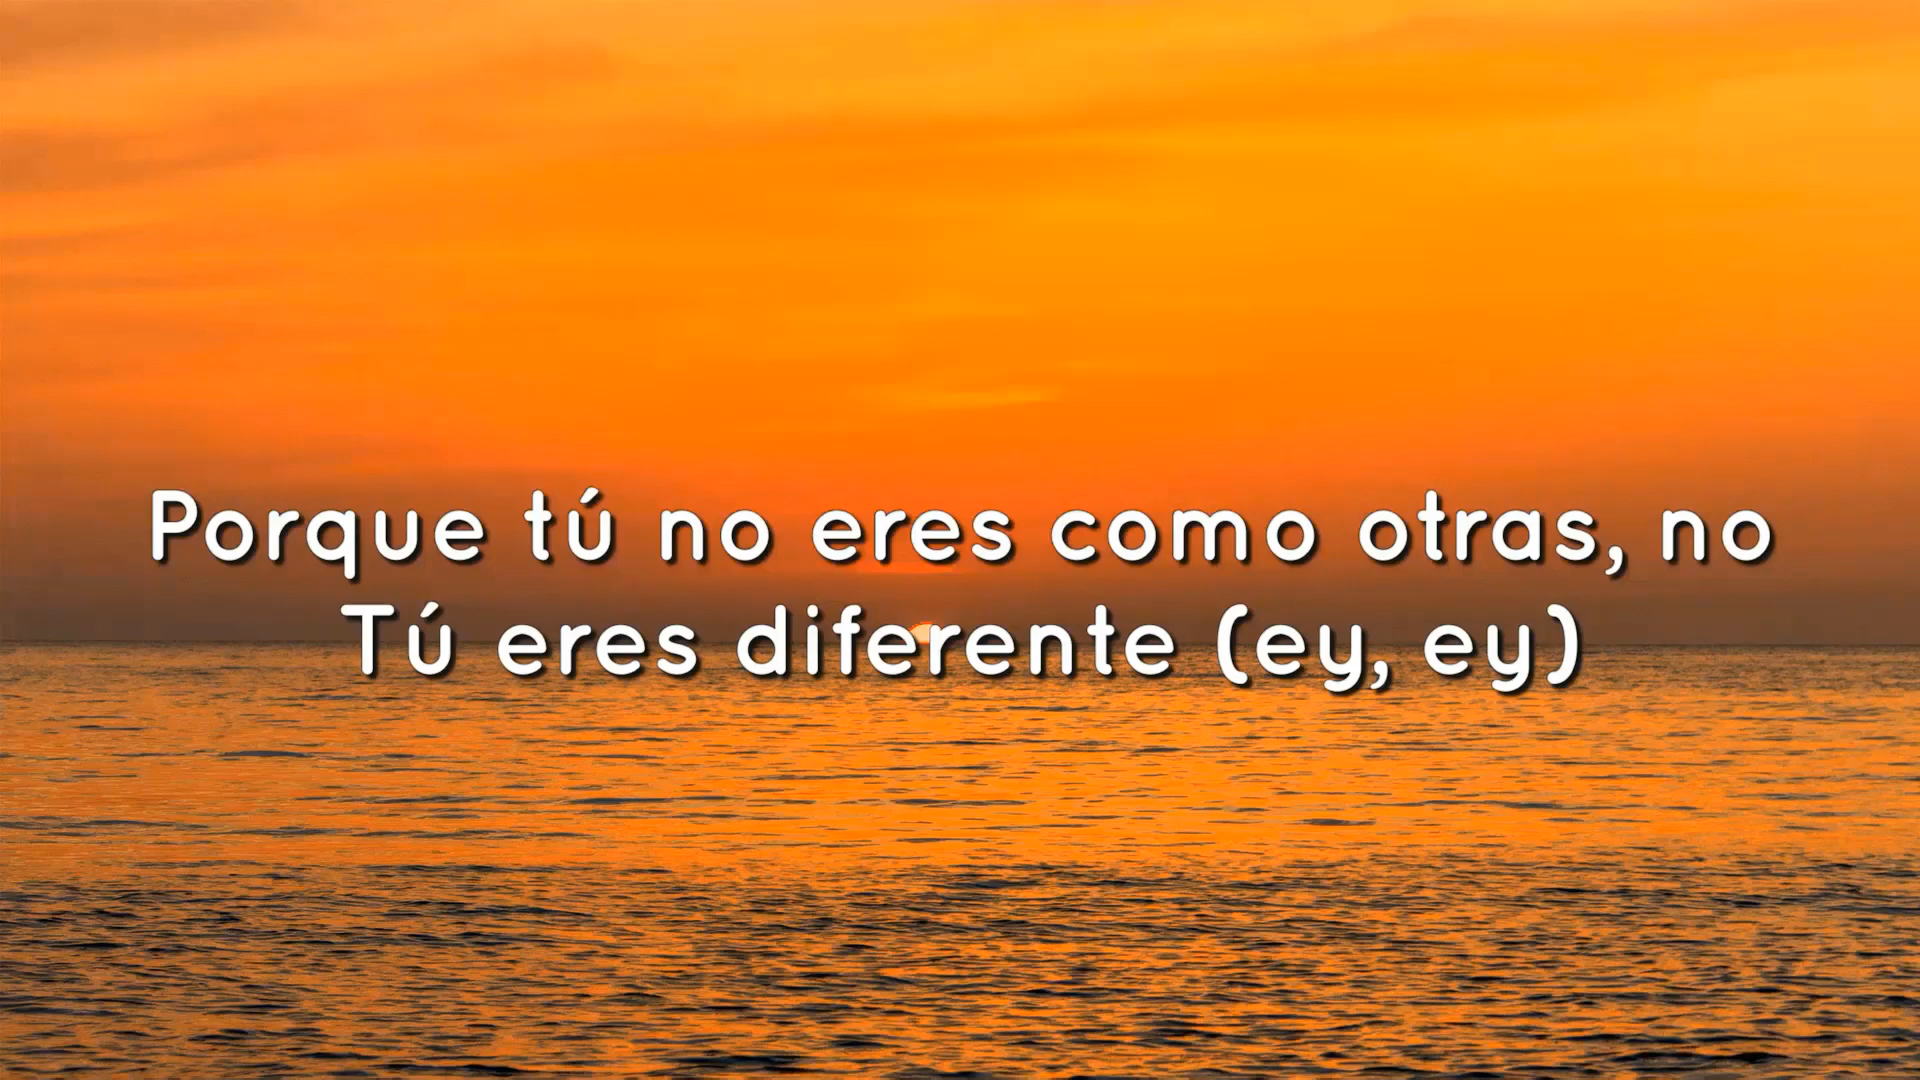 Porque tú no eres como otras, no
Tú eres diferente (ey, ey)